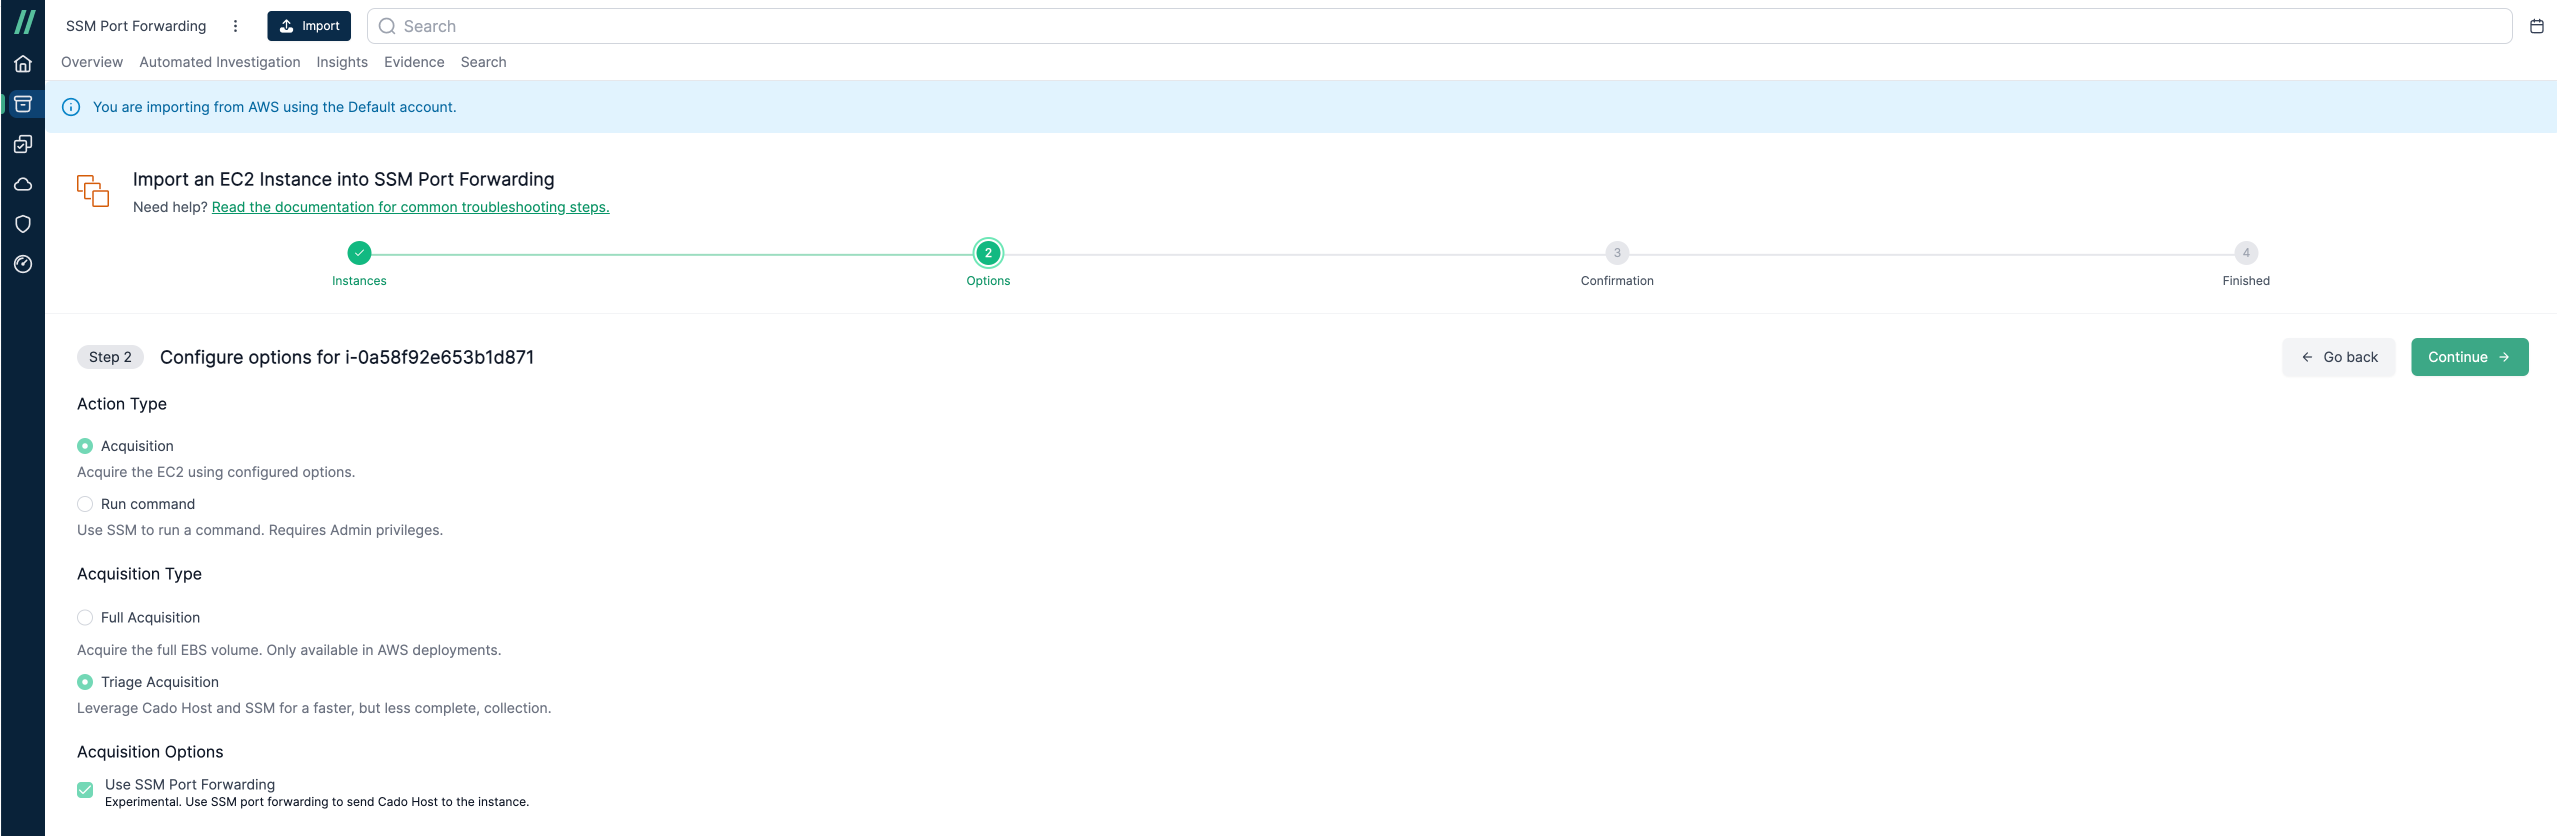 SSM Port Forwarding
Import
Search
Overview Automated Investigation Insights Evidence Search
You are importing from AWS using the Default account.
Import an EC2 Instance into SSM Port Forwarding
Need help? Read the documentation for common troubleshooting steps.
2 3 4
Instances Options Confirmation Finished
Step 2 Configure options for i-0a58f92e653b1d871
Go back Continue
Action Type
Acquisition
Acquire the EC2 using configured options.
Run command
Use SSM to run a command. Requires Admin privileges.
Acquisition Type
Full Acquisition
Acquire the full EBS volume. Only available in AWS deployments.
Triage Acquisition
Leverage Cado Host and SSM for a faster, but less complete, collection.
Acquisition Options
Use SSM Port Forwarding
Experimental. Use SSM port forwarding to send Cado Host to the instance.